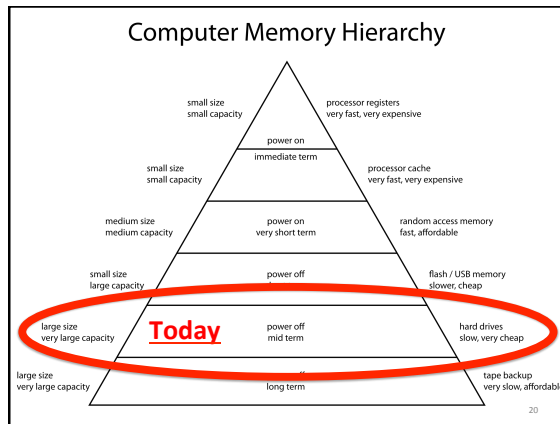 Computer Memory Hierarchy
small size
small capacity
processor registers
very fast, very expensive
power on
immediate term
small size
small capacity
processor cache
very fast, very expensive
medium size
medium capacity
power on
very short term
random access memory
fast, affordable
small size
large capacity
power off
flash / USB memory
slower, cheap
large size
very large capacity
Today
power off
mid term
hard drives
slow, very cheap
large size
very large capacity
long term
tape backup
very slow, affordable
20